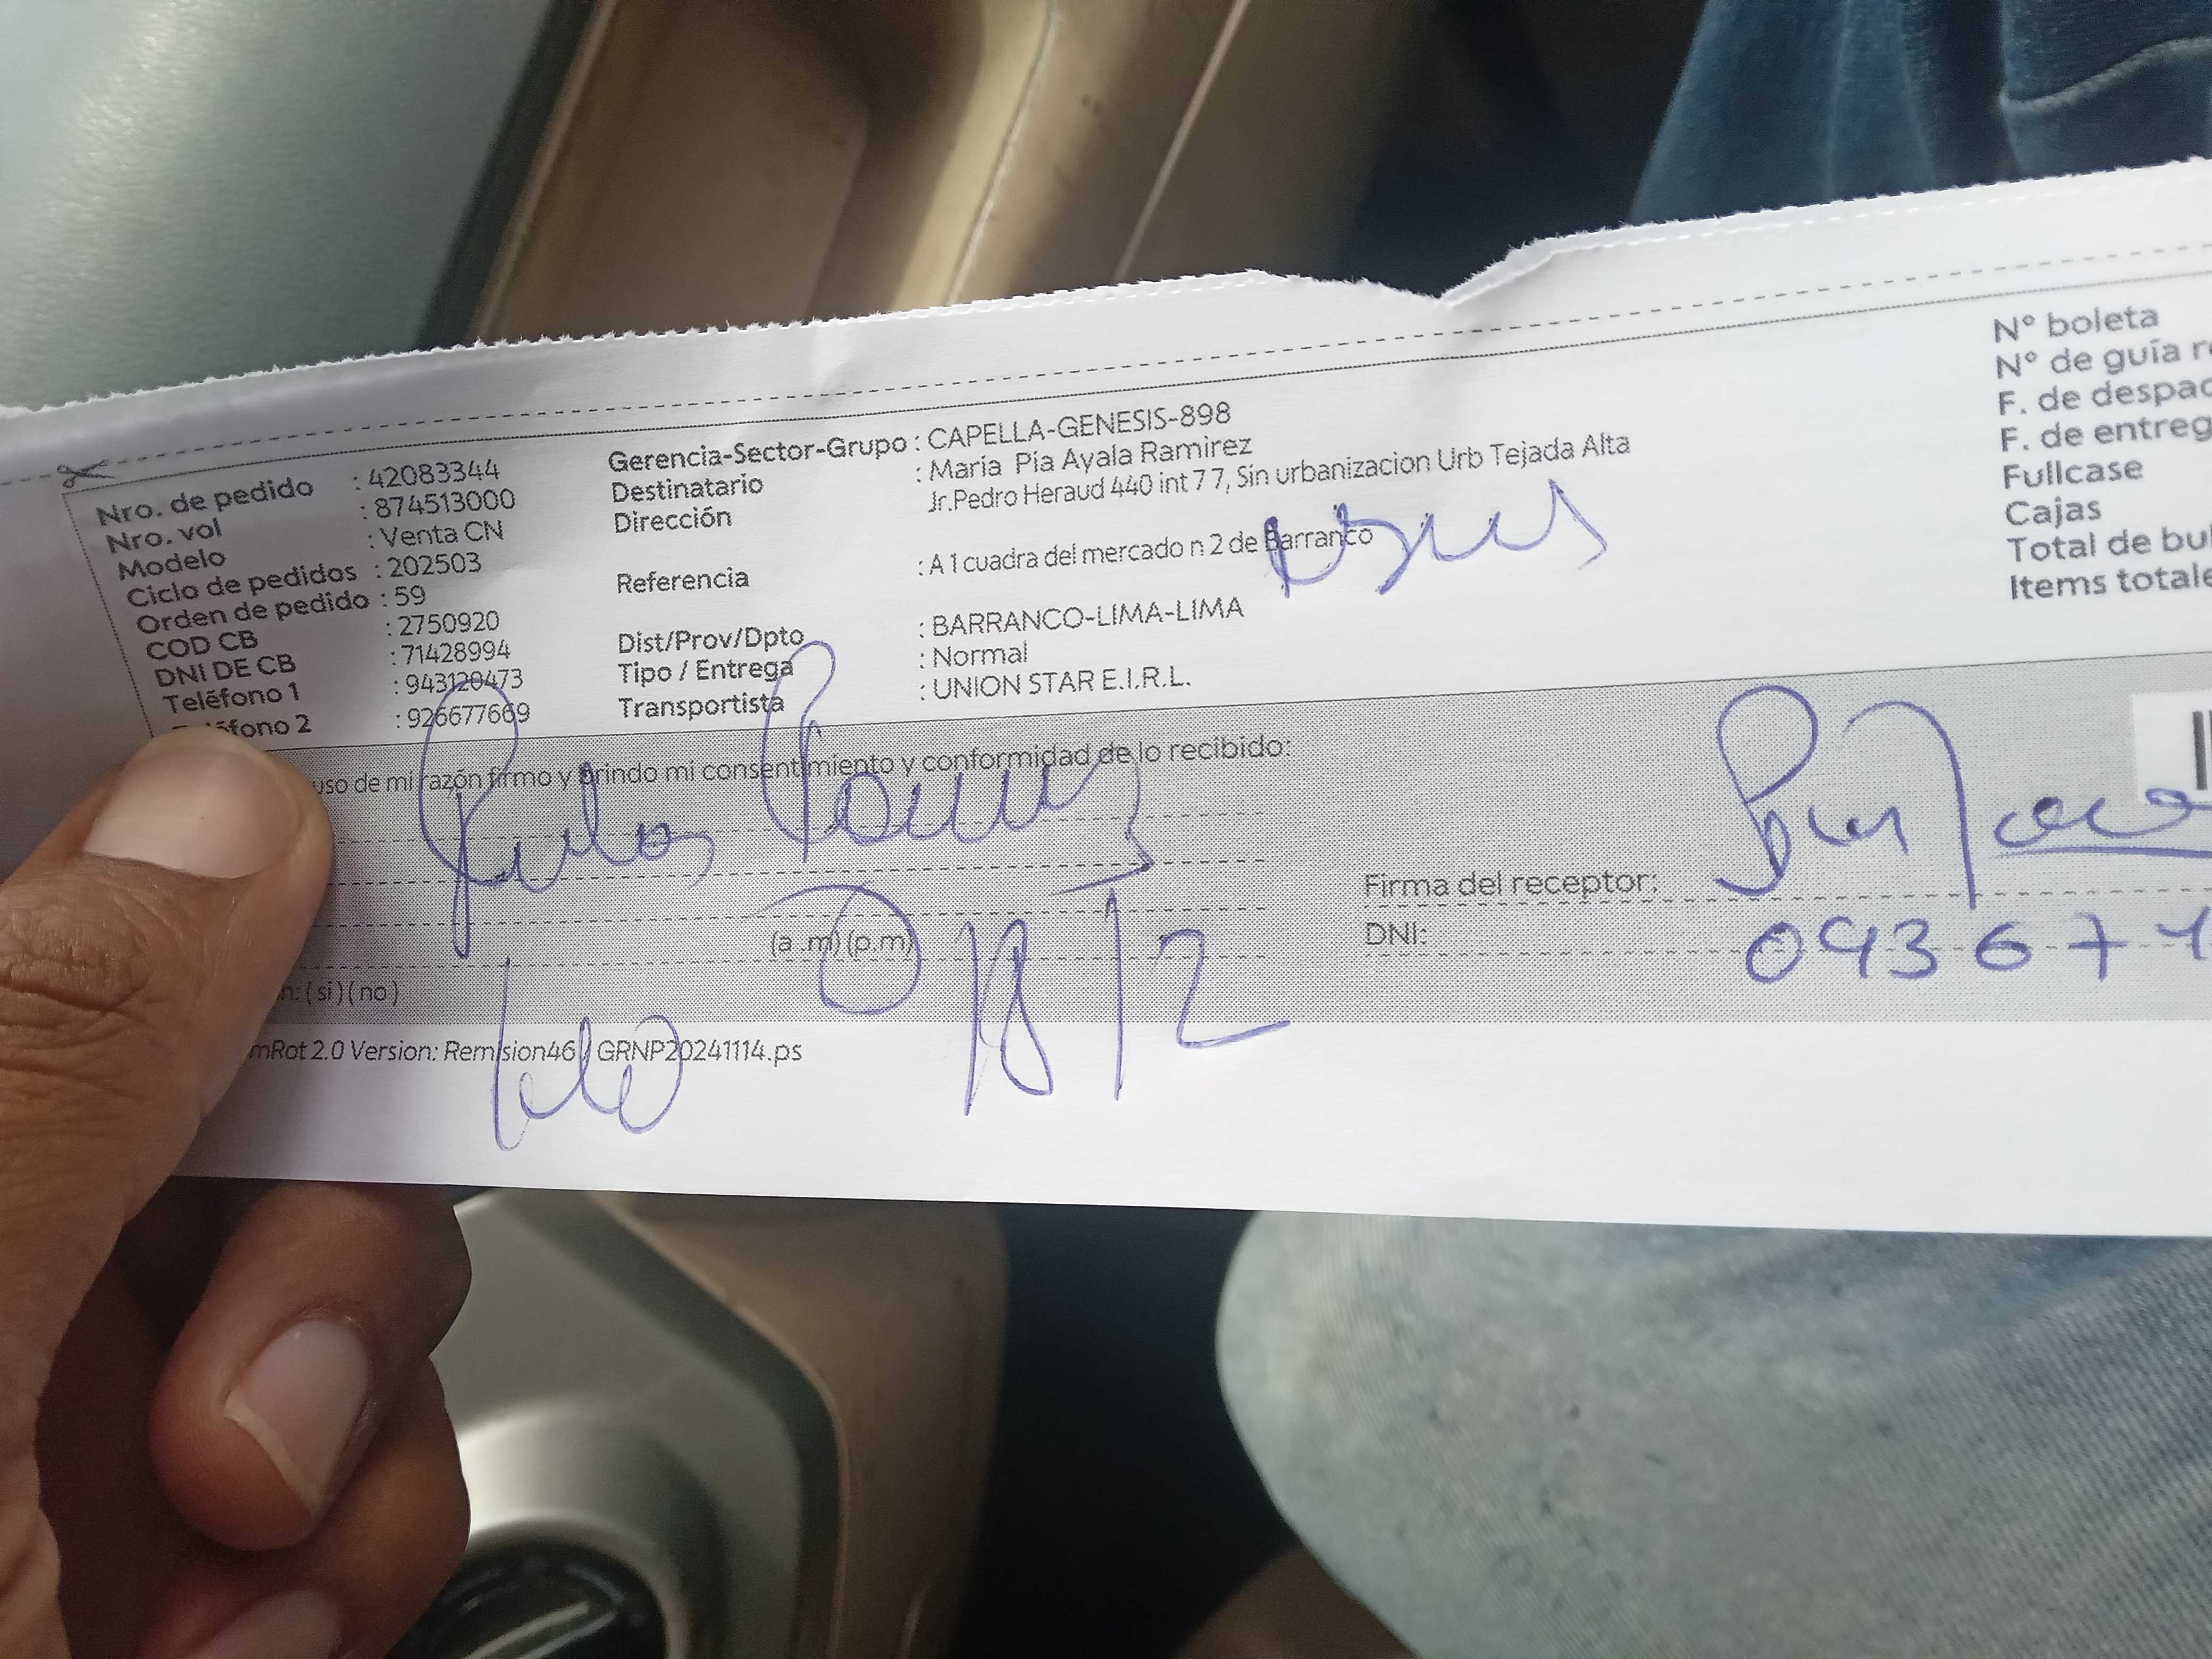 Nro. de pedido : 42083344
Nro. vol : 874513000
Modelo : Venta CN
Ciclo de pedidos : 202503
Orden de pedido : 59
COD CB : 2750920
DNI DE CB : 71428994
Teléfono 1 : 943120473
éfono 2 : 926677669
Gerencia-Sector-Grupo : CAPELLA-GENESIS-898
Destinatario : Maria Pia Ayala Ramirez
Dirección Jr.Pedro Heraud 440 int 7 7, Sin urbanizacion Urb Tejada Alta
Referencia : A 1 cuadra del mercado n 2 de Barranco
Dist/Prov/Dpto : BARRANCO-LIMA-LIMA
Tipo / Entrega : Normal
Transportista : UNION STAR E.I.R.L.
N° boleta
N° de guía r
F. de despac
F. de entreg
Fullcase
Cajas
Total de bu
Items totale
uso de mi razón firmo y brindo mi consentimiento y conformidad de lo recibido:
Firma del receptor:
(a .m) (p.m)
DNI: 093674
n: ( si ) ( no )
mRot 2.0 Version: Remision46 / GRNP20241114.ps